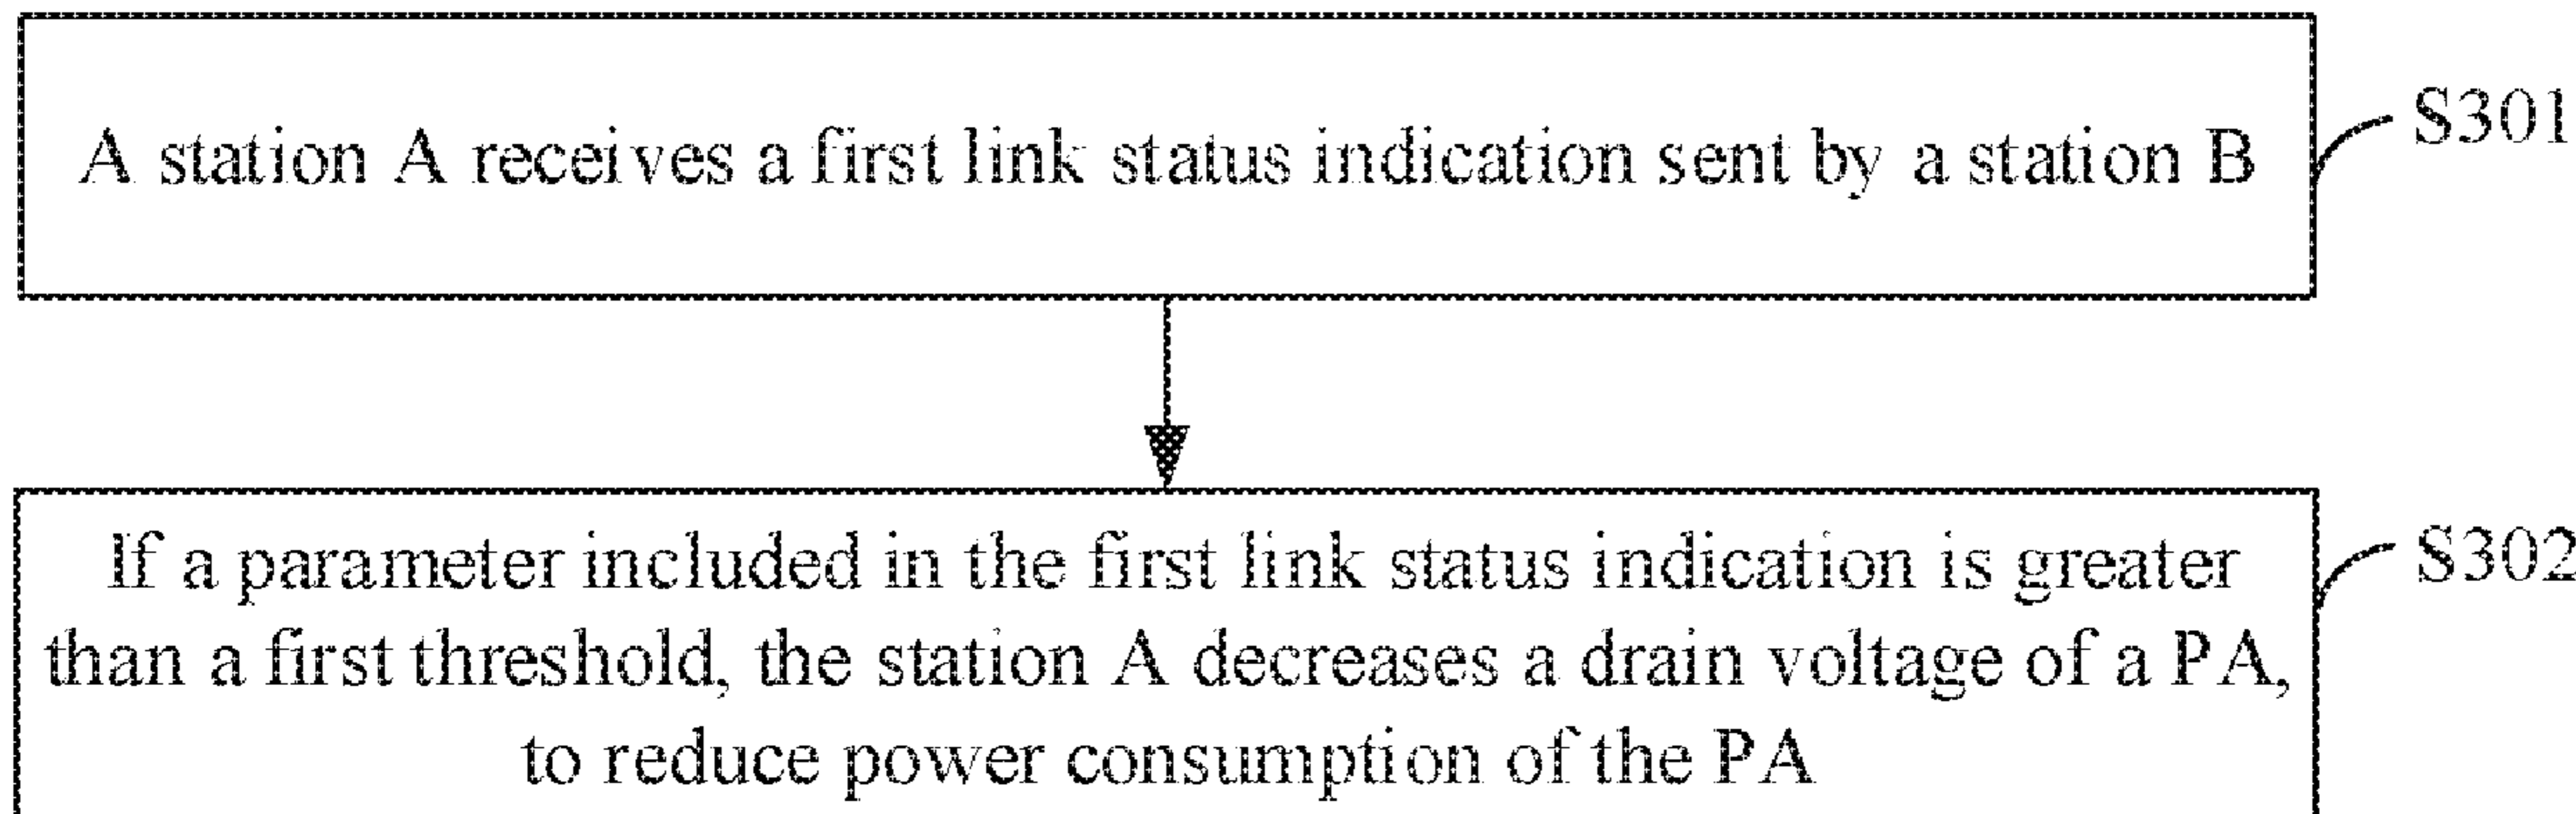 A station A receives a first link status indication sent by a station B
S301
If a parameter included in the first link status indication is greater
than a first threshold, the station A decreases a drain voltage of a PA,
to reduce power consumption of the PA
S302